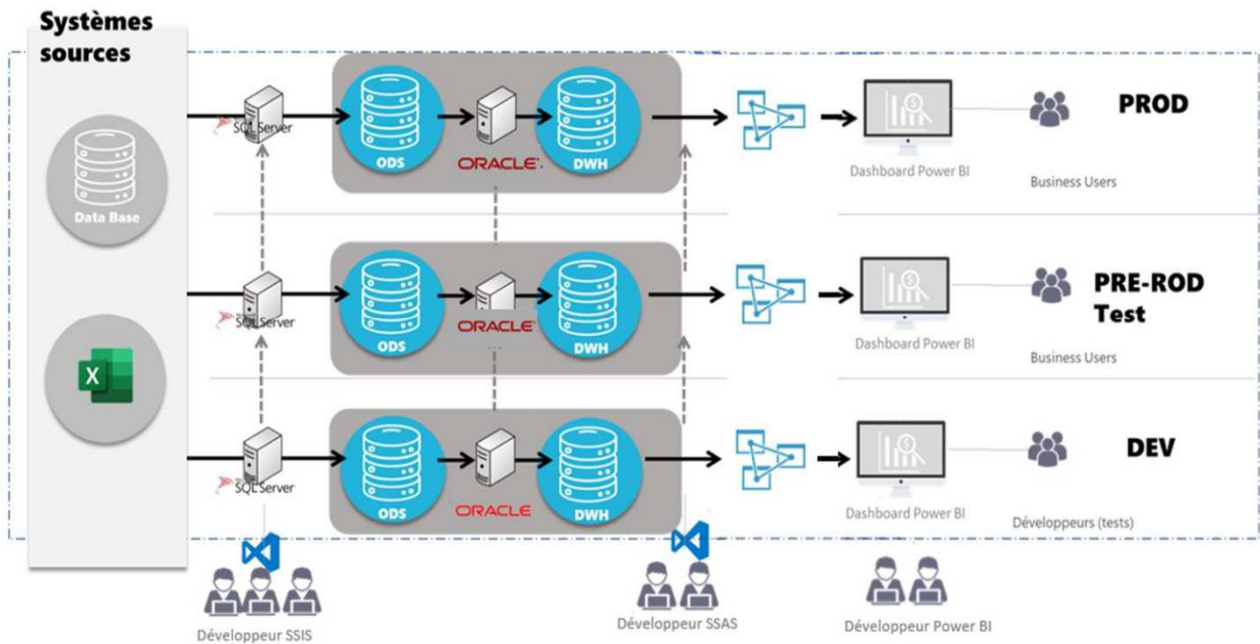 Systèmes
sources
Data Base
X
SQL Server
ODS
ORACLE
DWH
Dashboard Power BI
Business Users
PROD
SQL Server
ODS
ORACLE
DWH
Dashboard Power BI
Business Users
PRE-ROD
Test
SQL Server
ODS
ORACLE
DWH
Dashboard Power BI
Développeurs (tests)
DEV
Développeur SSIS
Développeur SSAS
Développeur Power BI